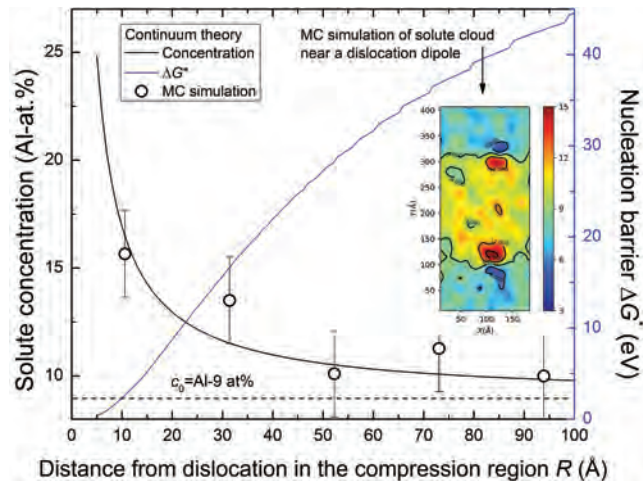 Continuum theory
Concentration
ΔG*
MC simulation
MC simulation of solute cloud
near a dislocation dipole
25
20
15
10
Solute concentration (Al-at.%)
40
30
20
10
0
Nucleation barrier ΔG* (eV)
400
350
300
250
200
150
100
50
Y(Å)
50 100 150
X(Å)
15
12
9
6
3
c₀=Al-9 at%
0 10 20 30 40 50 60 70 80 90 100
Distance from dislocation in the compression region R (Å)